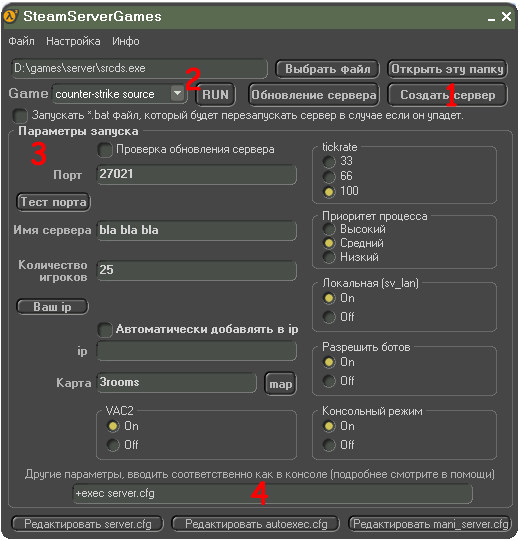 SteamServerGames
Файл Настройка Инфо
D:\games\server\srcds.exe Выбрать файл Открыть эту папку
Game counter-strike source 2 RUN Обновление сервера Создать сервер 1
Запускать *.bat файл, который будет перезапускать сервер в случае если он упадет.
Параметры запуска
3 Проверка обновления сервера
Порт 27021
Тест порта
Имя сервера bla bla bla
Количество игроков 25
Ваш ip
Автоматически добавлять в ip
ip
Карта 3rooms map
VAC2
On
Off
tickrate
33
66
100
Приоритет процесса
Высокий
Средний
Низкий
Локальная (sv_lan)
On
Off
Разрешить ботов
On
Off
Консольный режим
On
Off
Другие параметры, вводить соответственно как в консоле (подробнее смотрите в помощи)
+exec server.cfg 4
Редактировать server.cfg Редактировать autoexec.cfg Редактировать mani_server.cfg